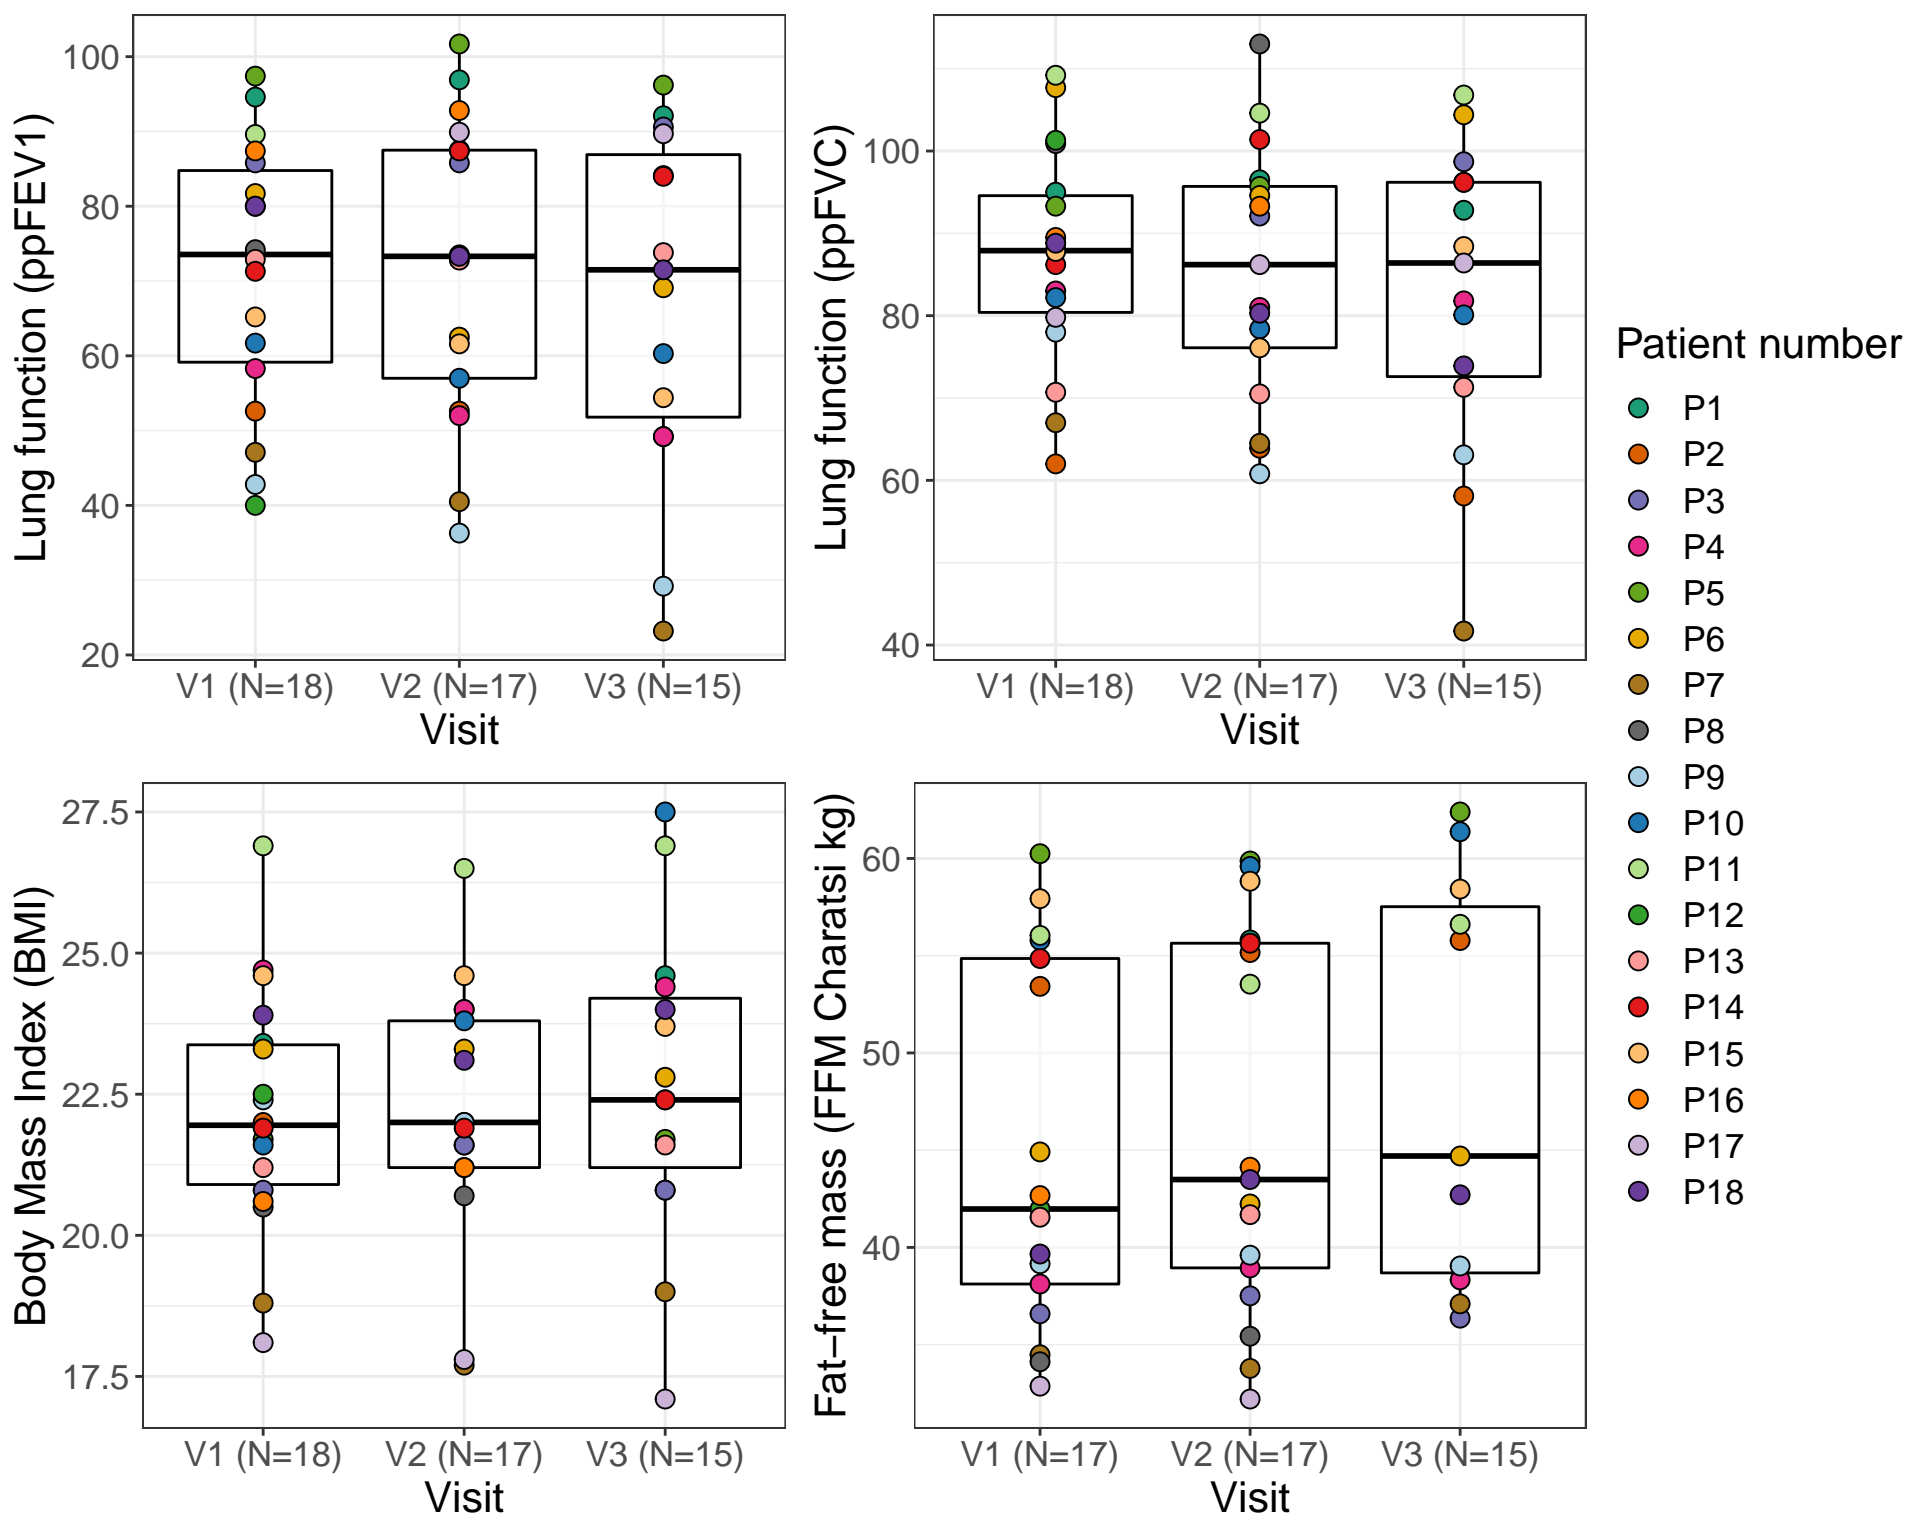 Lung function (ppFEV1)
100
80
60
40
20
V1 (N=18) V2 (N=17) V3 (N=15)
Visit
Lung function (ppFVC)
100
80
60
40
V1 (N=18) V2 (N=17) V3 (N=15)
Visit
Body Mass Index (BMI)
27.5
25.0
22.5
20.0
17.5
V1 (N=18) V2 (N=17) V3 (N=15)
Visit
Fat−free mass (FFM Charatsi kg)
60
50
40
V1 (N=17) V2 (N=17) V3 (N=15)
Visit
Patient number
P1
P2
P3
P4
P5
P6
P7
P8
P9
P10
P11
P12
P13
P14
P15
P16
P17
P18